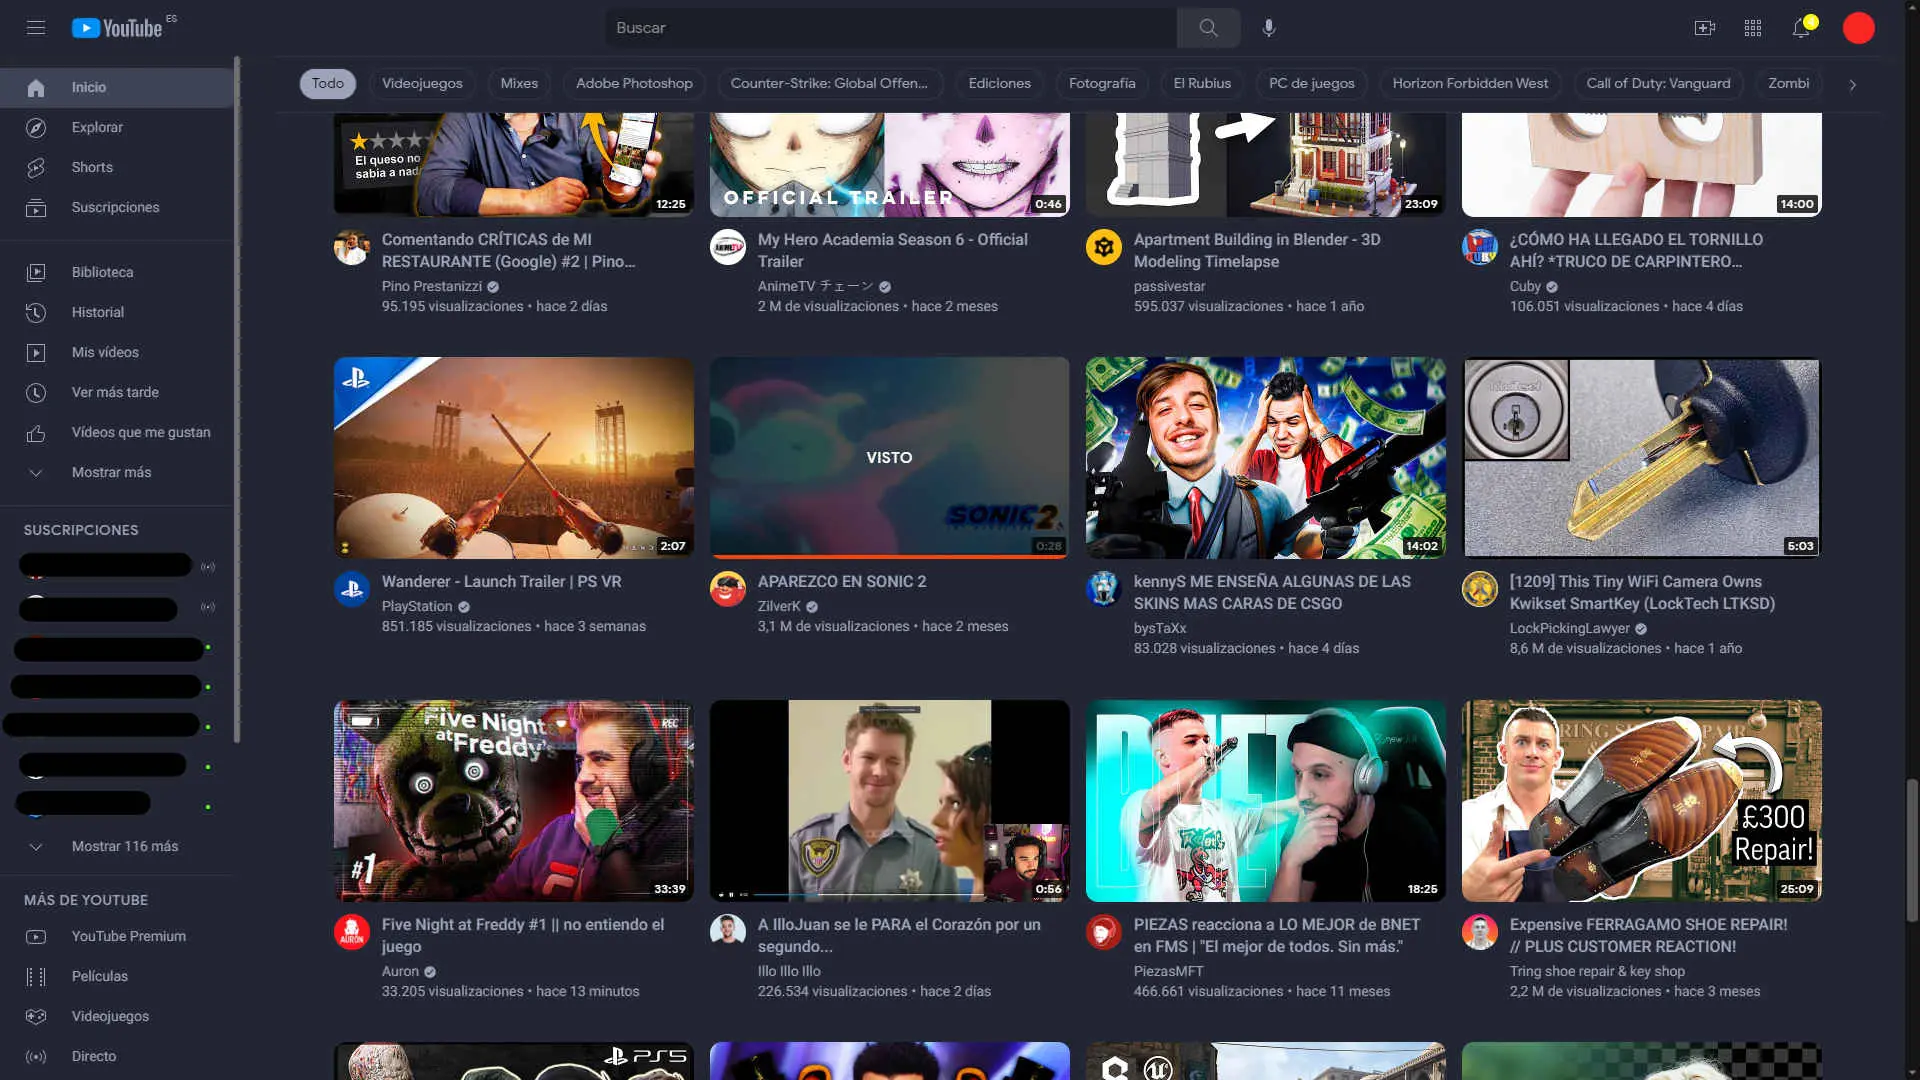 YouTube ES
Buscar
4
Inicio
Explorar
Shorts
Suscripciones
Biblioteca
Historial
Mis vídeos
Ver más tarde
Vídeos que me gustan
Mostrar más
SUSCRIPCIONES
Mostrar 116 más
MÁS DE YOUTUBE
YouTube Premium
Películas
Videojuegos
Directo
Todo
Videojuegos
Mixes
Adobe Photoshop
Counter-Strike: Global Offen...
Ediciones
Fotografía
El Rubius
PC de juegos
Horizon Forbidden West
Call of Duty: Vanguard
Zombi
El queso no
sabia a nad
12:25
Comentando CRÍTICAS de MI
RESTAURANTE (Google) #2 | Pino...
Pino Prestanizzi
95.195 visualizaciones • hace 2 días
OFFICIAL TRAILER
0:46
My Hero Academia Season 6 - Official
Trailer
AnimeTV チェーン
2 M de visualizaciones • hace 2 meses
23:09
Apartment Building in Blender - 3D
Modeling Timelapse
passivestar
595.037 visualizaciones • hace 1 año
14:00
¿CÓMO HA LLEGADO EL TORNILLO
AHÍ? *TRUCO DE CARPINTERO...
Cuby
106.051 visualizaciones • hace 4 días
2:07
Wanderer - Launch Trailer | PS VR
PlayStation
851.185 visualizaciones • hace 3 semanas
VISTO
SONIC 2
0:28
APAREZCO EN SONIC 2
ZilverK
3,1 M de visualizaciones • hace 2 meses
14:02
kennyS ME ENSEÑA ALGUNAS DE LAS
SKINS MAS CARAS DE CSGO
bysTaXx
83.028 visualizaciones • hace 4 días
Kwikset
5:03
[1209] This Tiny WiFi Camera Owns
Kwikset SmartKey (LockTech LTKSD)
LockPickingLawyer
8,6 M de visualizaciones • hace 1 año
Five Night
at Freddy's
REC
#1
33:39
AURON
Five Night at Freddy #1 || no entiendo el
juego
Auron
33.205 visualizaciones • hace 13 minutos
0:56
A IlloJuan se le PARA el Corazón por un
segundo...
Illo Illo Illo
226.534 visualizaciones • hace 2 días
BNET
18:25
PIEZAS reacciona a LO MEJOR de BNET
en FMS | "El mejor de todos. Sin más."
PiezasMFT
466.661 visualizaciones • hace 11 meses
£300
Repair!
25:09
Expensive FERRAGAMO SHOE REPAIR!
// PLUS CUSTOMER REACTION!
Tring shoe repair & key shop
2,2 M de visualizaciones • hace 3 meses
PS5